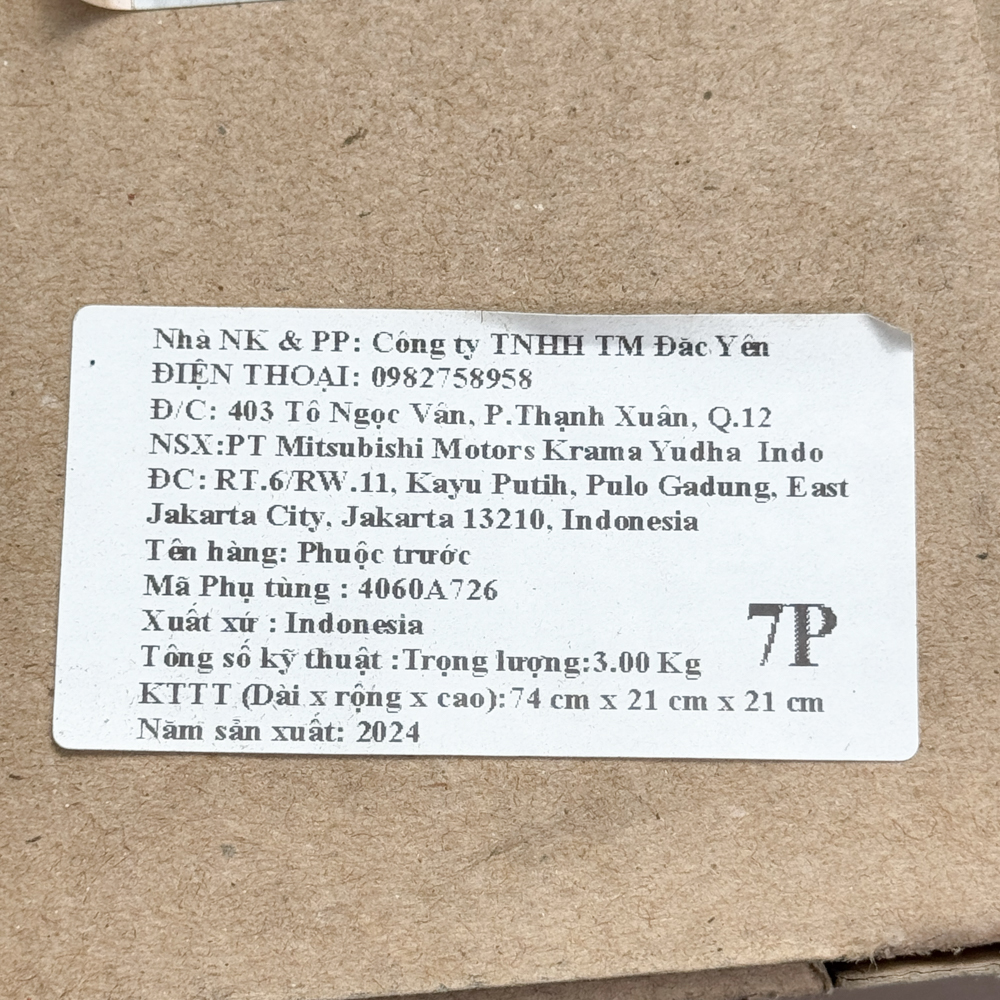 Nhà NK & PP: Công ty TNHH TM Đăc Yên
ĐIỆN THOẠI: 0982758958
Đ/C: 403 Tô Ngọc Vân, P.Thạnh Xuân, Q.12
NSX:PT Mitsubishi Motors Krama Yudha Indo
ĐC: RT.6/RW.11, Kayu Putih, Pulo Gadung, East
Jakarta City, Jakarta 13210, Indonesia
Tên hàng: Phuộc trước
Mã Phụ tùng : 4060A726
Xuất xứ : Indonesia
Tông số kỹ thuật :Trọng lượng:3.00 Kg
7P
KTTT (Dài x rộng x cao):74 cm x 21 cm x 21 cm
Năm sản xuất: 2024